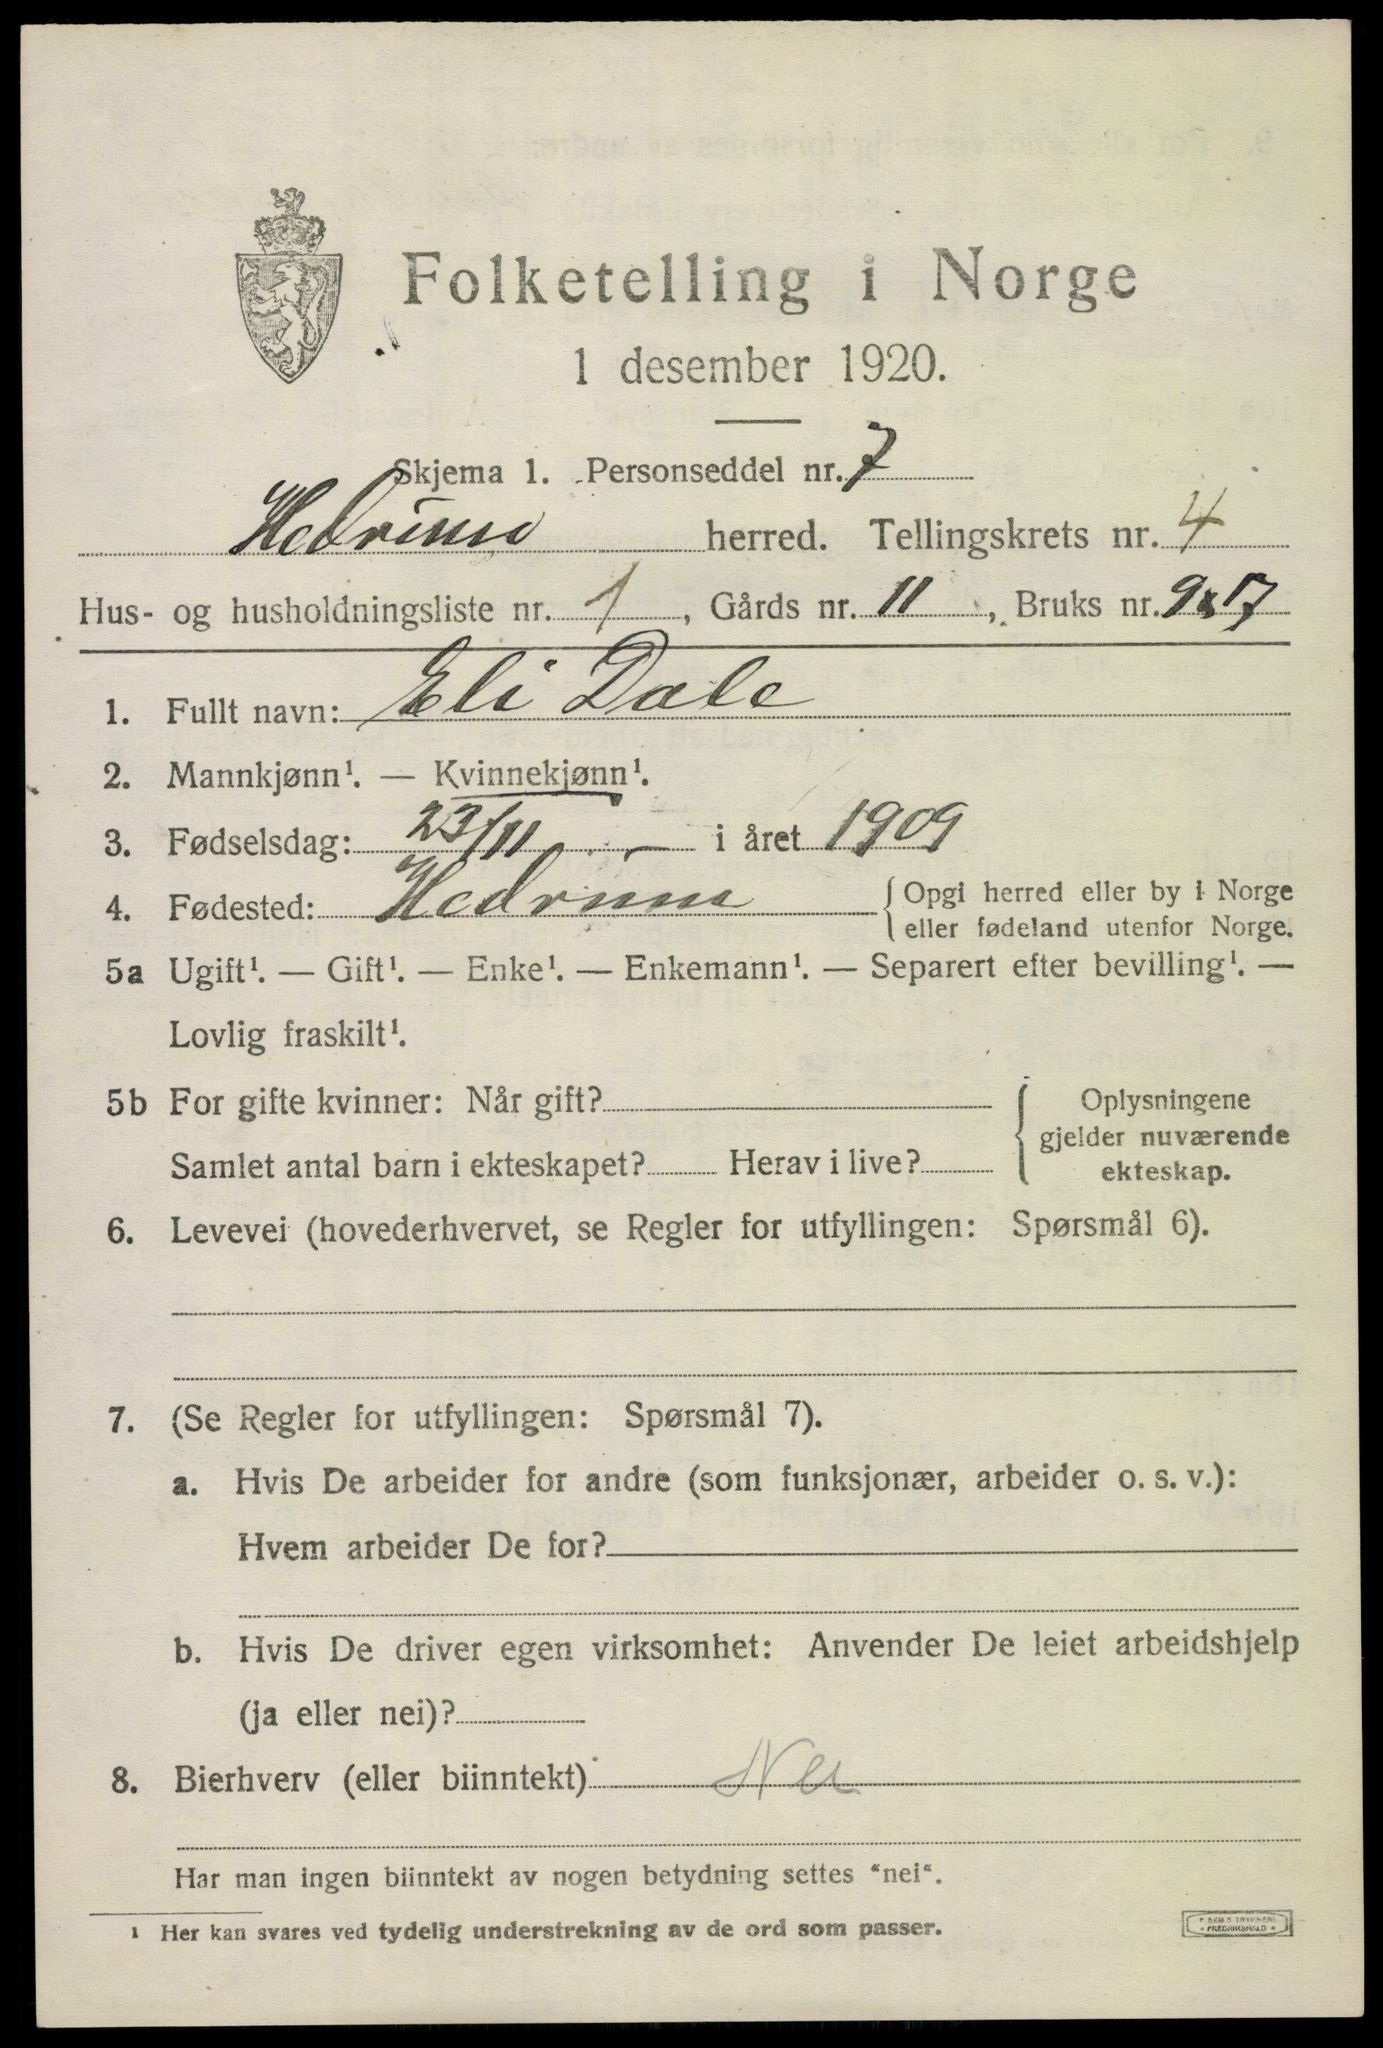 Folketelling i Norge
1 desember 1920.
Skjema 1. Personseddel nr. 7
Hedrum herred. Tellingskrets nr. 4
Hus- og husholdningsliste nr. 1, Gårds nr. 11, Bruks nr. 9 & 17
1. Fullt navn: Eli Dale
2. Mannkjønn¹. — Kvinnekjønn¹.
3. Fødselsdag: 23/11 — i året 1909
4. Fødested: Hedrum { Opgi herred eller by i Norge
eller fødeland utenfor Norge.
5a Ugift¹. — Gift¹. — Enke¹. — Enkemann¹. — Separert efter bevilling¹. —
Lovlig fraskilt¹.
5b For gifte kvinner: Når gift?
Samlet antal barn i ekteskapet? Herav i live?
{ Oplysningene
gjelder nuværende
ekteskap.
6. Levevei (hovederhvervet, se Regler for utfyllingen: Spørsmål 6).
7. (Se Regler for utfyllingen: Spørsmål 7).
a. Hvis De arbeider for andre (som funksjonær, arbeider o. s. v.):
Hvem arbeider De for?
b. Hvis De driver egen virksomhet: Anvender De leiet arbeidshjelp
(ja eller nei)?
8. Bierhverv (eller biinntekt) Nei
Har man ingen biinntekt av nogen betydning settes "nei".
¹ Her kan svares ved tydelig understrekning av de ord som passer.